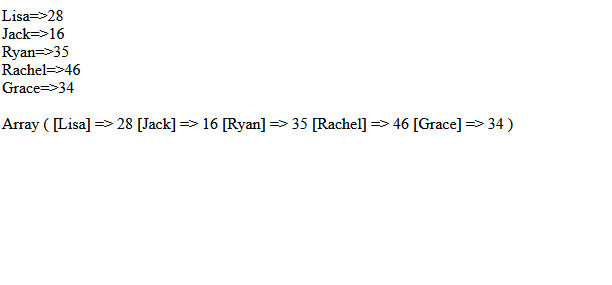 Lisa=>28
Jack=>16
Ryan=>35
Rachel=>46
Grace=>34
Array ( [Lisa] => 28 [Jack] => 16 [Ryan] => 35 [Rachel] => 46 [Grace] => 34 )